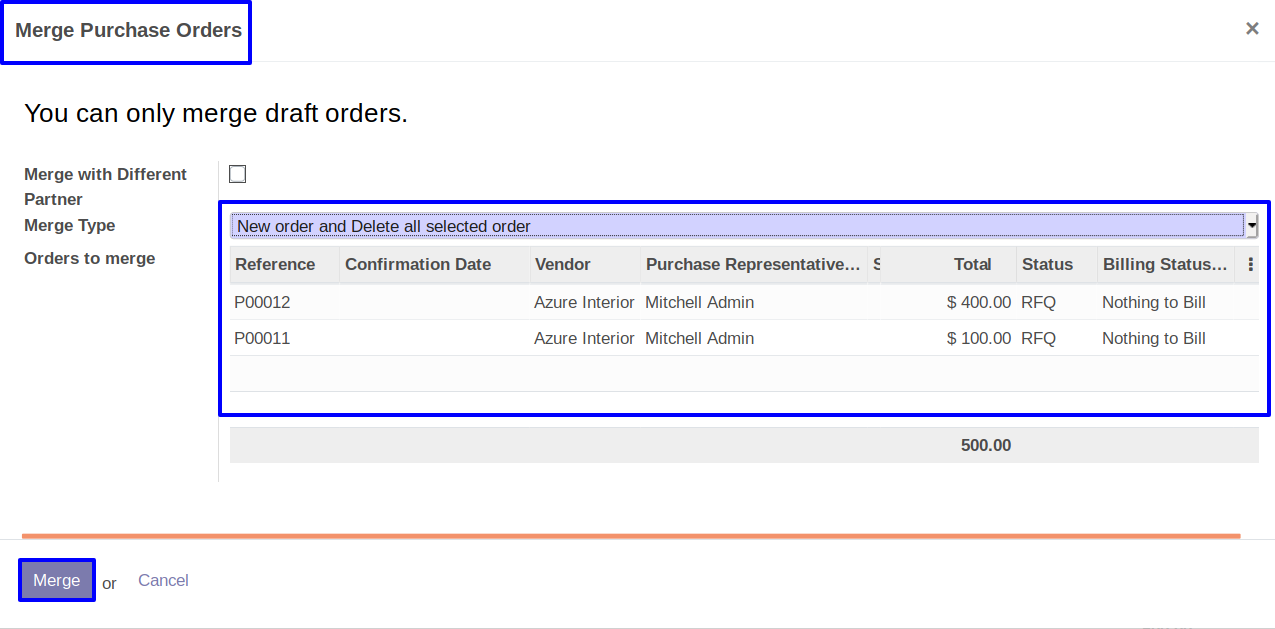 Merge Purchase Orders ×
You can only merge draft orders.
Merge with Different
Partner
Merge Type New order and Delete all selected order
Orders to merge
Reference Confirmation Date Vendor Purchase Representative... S Total Status Billing Status...
P00012 Azure Interior Mitchell Admin $ 400.00 RFQ Nothing to Bill
P00011 Azure Interior Mitchell Admin $ 100.00 RFQ Nothing to Bill
500.00
Merge or Cancel